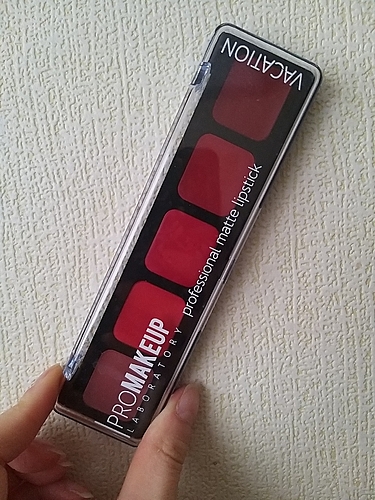 VACATION
professional matte lipstick
PROMAKEUP
LABORATORY